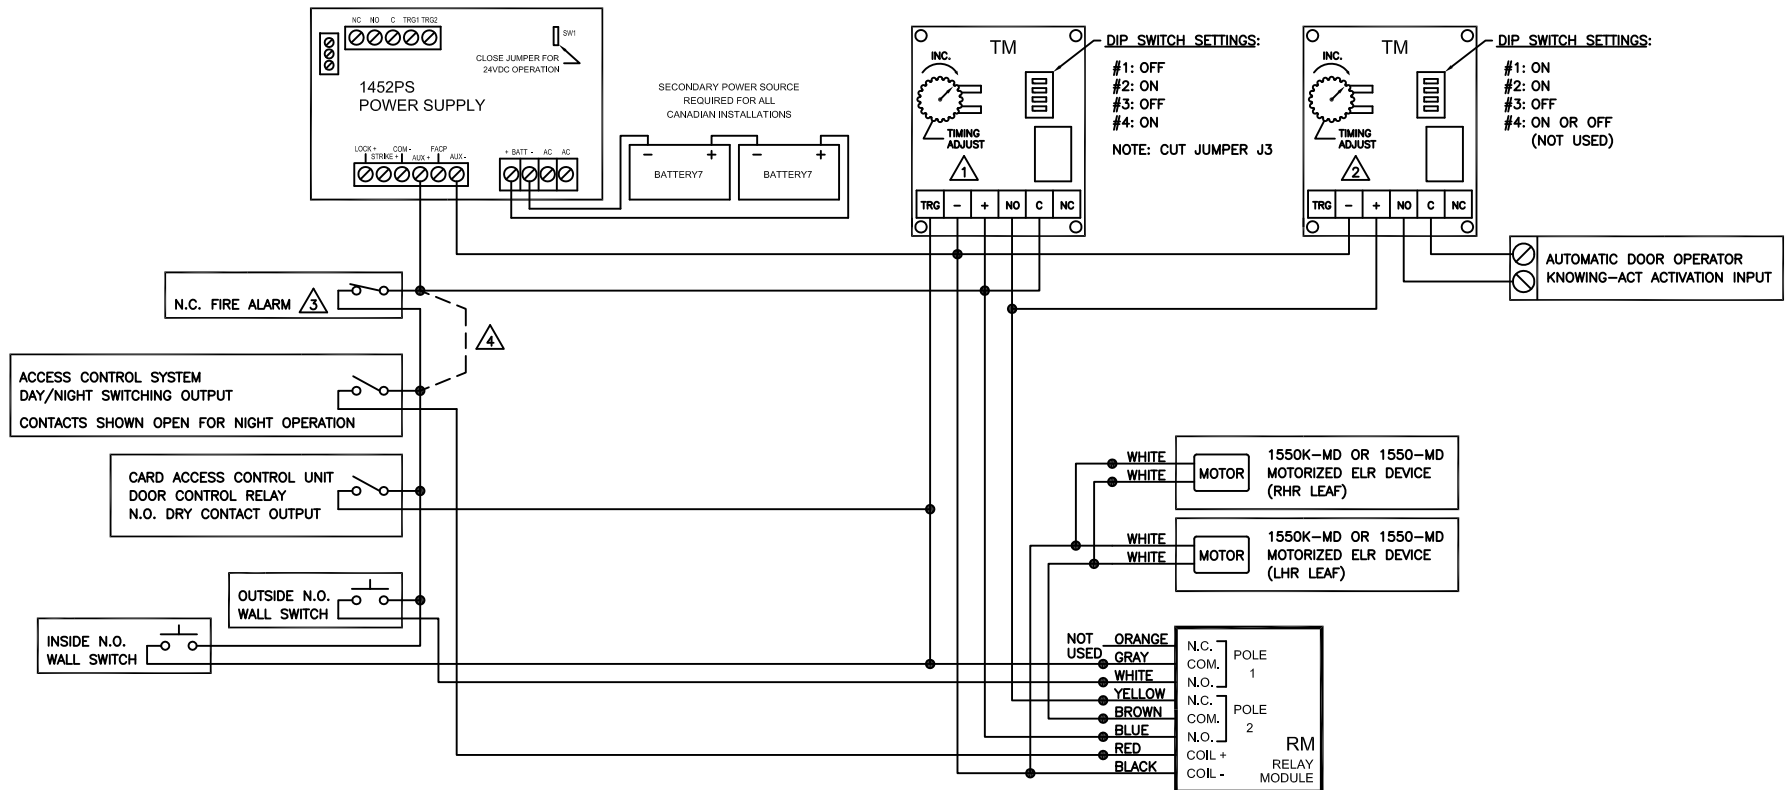 NC NO C TRG1 TRG2
SW1
CLOSE JUMPER FOR
24VDC OPERATION
1452PS
POWER SUPPLY
LOCK + COM - FACP
STRIKE + AUX + AUX -
+ BATT - AC AC
SECONDARY POWER SOURCE
REQUIRED FOR ALL
CANADIAN INSTALLATIONS
− +
BATTERY7
− +
BATTERY7
TM
INC.
TIMING
ADJUST
1
TRG − + NO C NC
DIP SWITCH SETTINGS:
#1: OFF
#2: ON
#3: OFF
#4: ON
NOTE: CUT JUMPER J3
TM
INC.
TIMING
ADJUST
2
TRG − + NO C NC
DIP SWITCH SETTINGS:
#1: ON
#2: ON
#3: OFF
#4: ON OR OFF
(NOT USED)
AUTOMATIC DOOR OPERATOR
KNOWING-ACT ACTIVATION INPUT
N.C. FIRE ALARM 3
4
ACCESS CONTROL SYSTEM
DAY/NIGHT SWITCHING OUTPUT
CONTACTS SHOWN OPEN FOR NIGHT OPERATION
CARD ACCESS CONTROL UNIT
DOOR CONTROL RELAY
N.O. DRY CONTACT OUTPUT
OUTSIDE N.O.
WALL SWITCH
INSIDE N.O.
WALL SWITCH
WHITE
WHITE
MOTOR
1550K-MD OR 1550-MD
MOTORIZED ELR DEVICE
(RHR LEAF)
WHITE
WHITE
MOTOR
1550K-MD OR 1550-MD
MOTORIZED ELR DEVICE
(LHR LEAF)
NOT
USED
ORANGE
GRAY
WHITE
YELLOW
BROWN
BLUE
RED
BLACK
N.C.
COM.
N.O.
POLE
1
N.C.
COM.
N.O.
POLE
2
COIL +
COIL -
RM
RELAY
MODULE